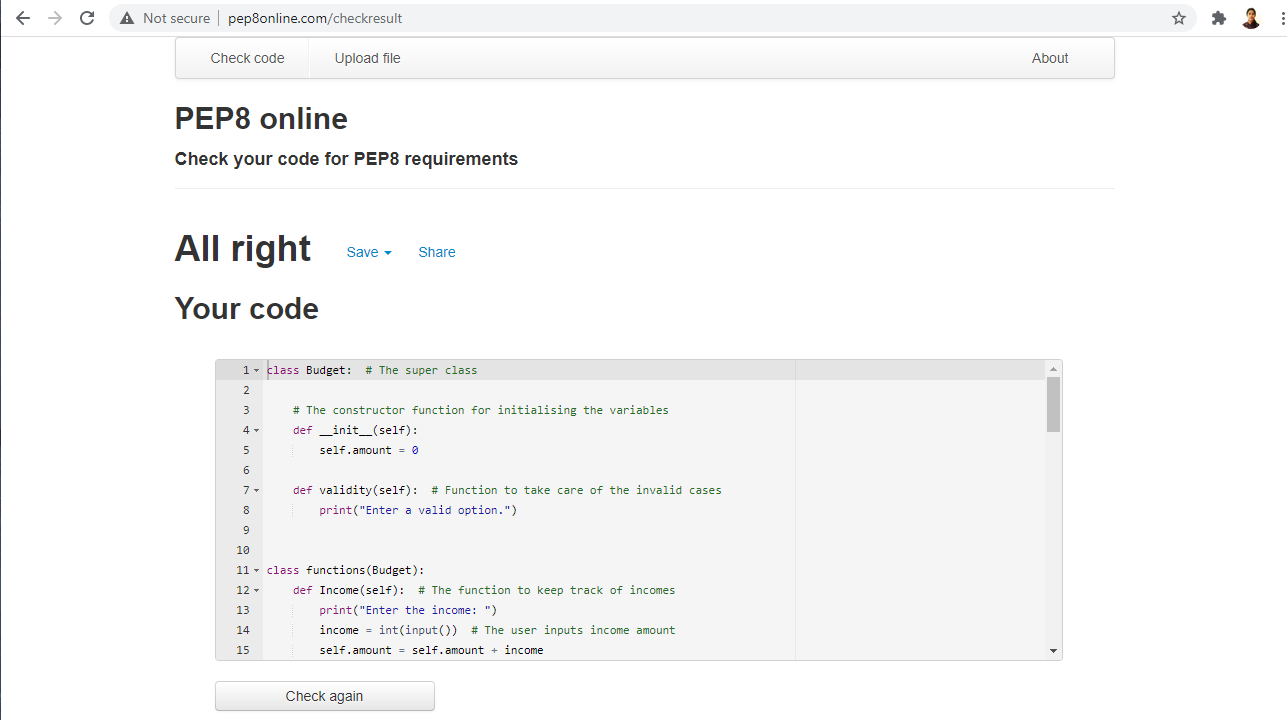 Not secure | pep8online.com/checkresult
Check code Upload file About
PEP8 online
Check your code for PEP8 requirements
All right Save Share
Your code
1 class Budget:  # The super class
2
3     # The constructor function for initialising the variables
4     def __init__(self):
5         self.amount = 0
6
7     def validity(self):  # Function to take care of the invalid cases
8         print("Enter a valid option.")
9
10
11 class functions(Budget):
12     def Income(self):  # The function to keep track of incomes
13         print("Enter the income: ")
14         income = int(input())  # The user inputs income amount
15         self.amount = self.amount + income
Check again